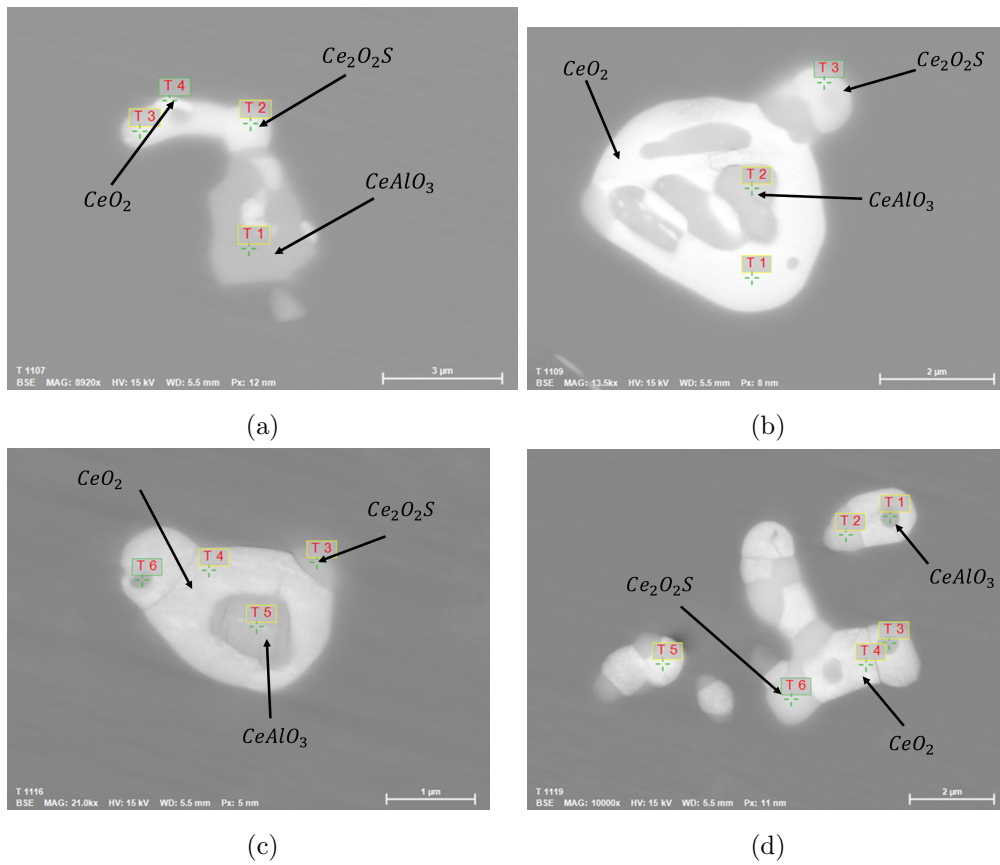 Ce₂O₂S
T 4
T 3
T 2
CeO₂
CeAlO₃
T 1
T 1107
BSE MAG: 8920x HV: 15 kV WD: 5.5 mm Px: 12 nm
3 µm
(a)
CeO₂
T 3
Ce₂O₂S
T 2
CeAlO₃
T 1
T 1109
BSE MAG: 13.5kx HV: 15 kV WD: 5.5 mm Px: 8 nm
2 µm
(b)
CeO₂
Ce₂O₂S
T 3
T 4
T 6
T 5
CeAlO₃
T 1116
BSE MAG: 21.0kx HV: 15 kV WD: 5.5 mm Px: 5 nm
1 µm
(c)
T 1
T 2
CeAlO₃
Ce₂O₂S
T 3
T 4
T 5
T 6
CeO₂
T 1119
BSE MAG: 10000x HV: 15 kV WD: 5.5 mm Px: 11 nm
2 µm
(d)